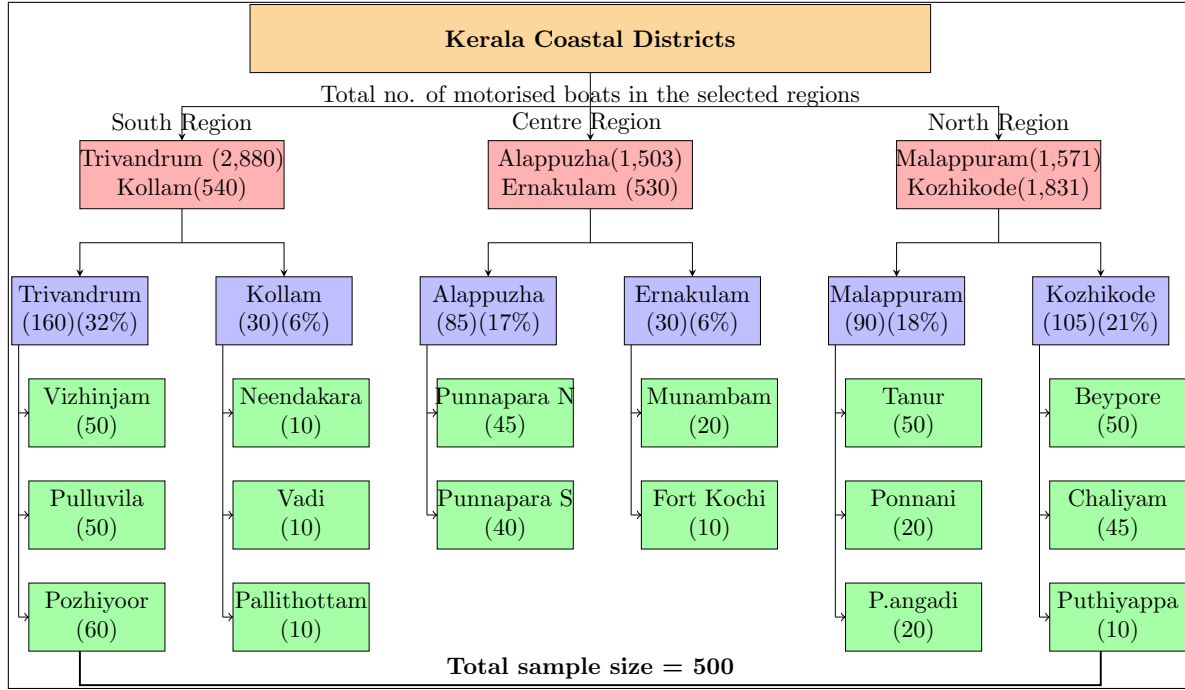 Kerala Coastal Districts
Total no. of motorised boats in the selected regions
South Region
Centre Region
North Region
Trivandrum (2,880)
Kollam(540)
Alappuzha(1,503)
Ernakulam (530)
Malappuram(1,571)
Kozhikode(1,831)
Trivandrum
(160)(32%)
Kollam
(30)(6%)
Alappuzha
(85)(17%)
Ernakulam
(30)(6%)
Malappuram
(90)(18%)
Kozhikode
(105)(21%)
Vizhinjam
(50)
Neendakara
(10)
Punnapara N
(45)
Munambam
(20)
Tanur
(50)
Beypore
(50)
Pulluvila
(50)
Vadi
(10)
Punnapara S
(40)
Fort Kochi
(10)
Ponnani
(20)
Chaliyam
(45)
Pozhiyoor
(60)
Pallithottam
(10)
P.angadi
(20)
Puthiyappa
(10)
Total sample size = 500